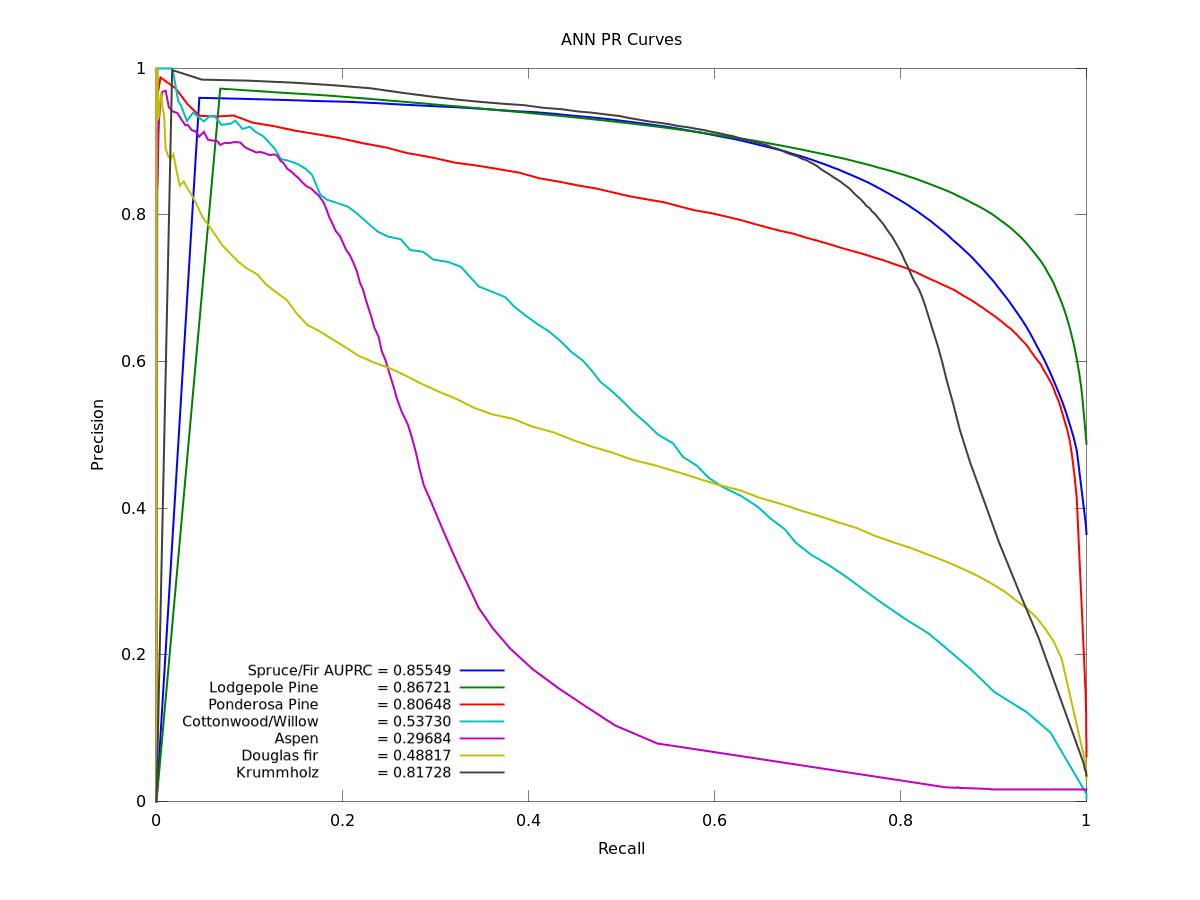 ANN PR Curves
1
0.8
0.6
0.4
0.2
0
Precision
Spruce/Fir AUPRC = 0.85549
Lodgepole Pine = 0.86721
Ponderosa Pine = 0.80648
Cottonwood/Willow = 0.53730
Aspen = 0.29684
Douglas fir = 0.48817
Krummholz = 0.81728
0 0.2 0.4 0.6 0.8 1
Recall